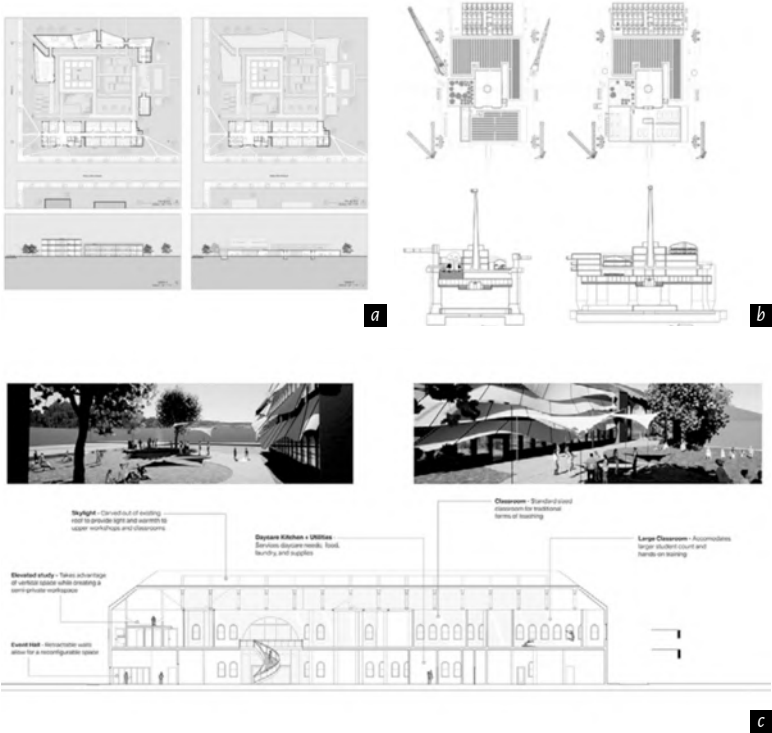 a
b
Skylight - Carved out of existing
roof to provide light and warmth to
upper workshops and classrooms
Daycare Kitchen + Utilities -
Services daycare needs, food,
laundry, and supplies
Classroom - Standard sized
classroom for traditional
forms of teaching
Large Classroom - Accomodates
larger student count and
hands-on training
Elevated study - Takes advantage
of vertical space while creating a
semi-private workspace
Event Hall - Retractable walls
allow for a reconfigurable space
c